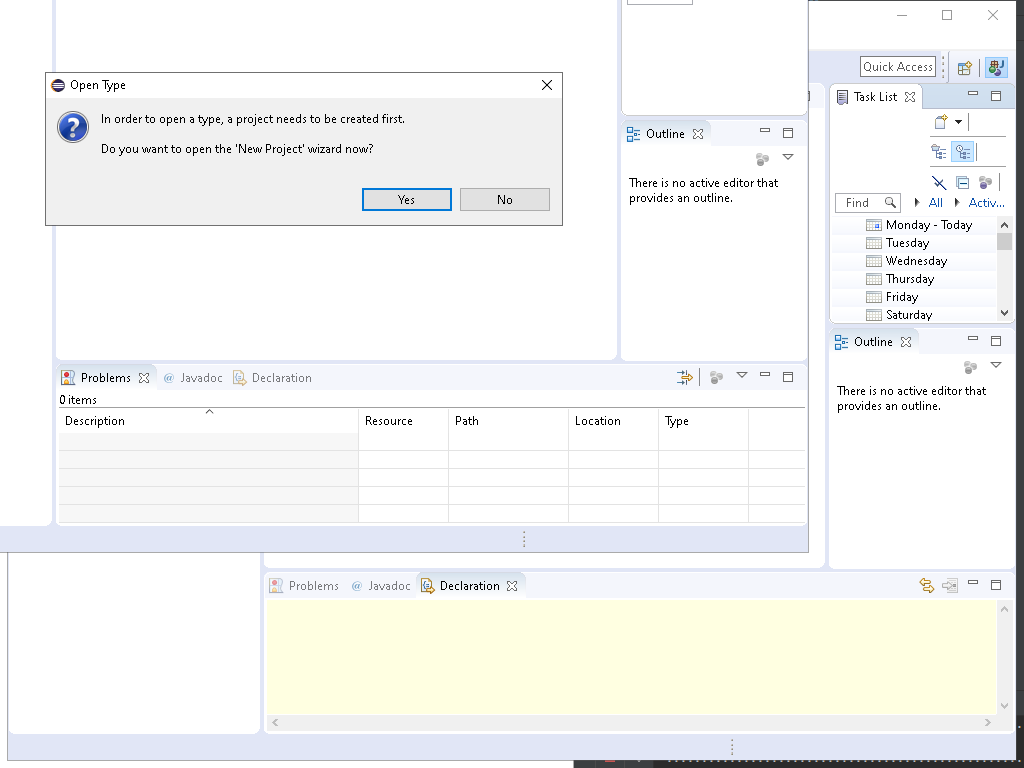 Open Type
In order to open a type, a project needs to be created first.
Do you want to open the 'New Project' wizard now?
Yes
No
Outline
There is no active editor that
provides an outline.
Problems
@ Javadoc
Declaration
0 items
Description
Resource
Path
Location
Type
Quick Access
Task List
Find
All
Activ...
Monday - Today
Tuesday
Wednesday
Thursday
Friday
Saturday
Outline
There is no active editor that
provides an outline.
Problems
@ Javadoc
Declaration